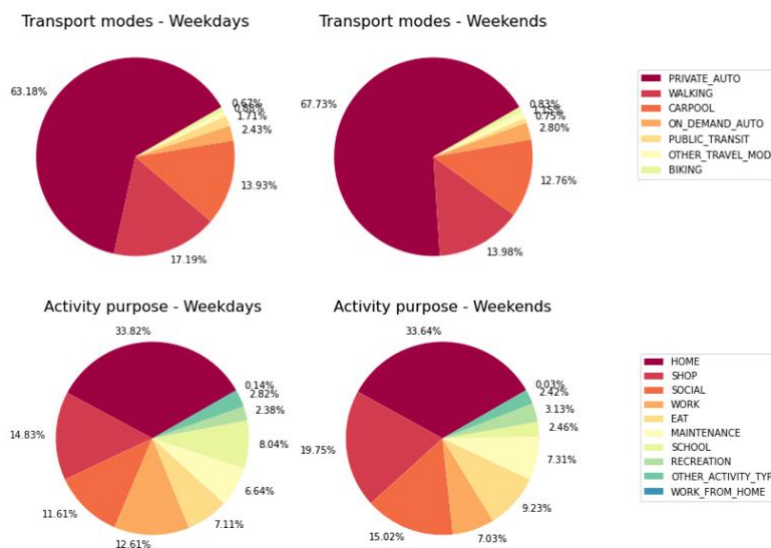 Transport modes - Weekdays
63.18%
0.67%
1.71%
2.43%
13.93%
17.19%
Transport modes - Weekends
67.73%
0.83%
0.75%
2.80%
12.76%
13.98%
PRIVATE_AUTO
WALKING
CARPOOL
ON_DEMAND_AUTO
PUBLIC_TRANSIT
OTHER_TRAVEL_MOD
BIKING
Activity purpose - Weekdays
33.82%
0.14%
2.82%
2.38%
8.04%
6.64%
7.11%
12.61%
11.61%
14.83%
Activity purpose - Weekends
33.64%
0.03%
2.42%
3.13%
2.46%
7.31%
9.23%
7.03%
15.02%
19.75%
HOME
SHOP
SOCIAL
WORK
EAT
MAINTENANCE
SCHOOL
RECREATION
OTHER_ACTIVITY_TYP
WORK_FROM_HOME